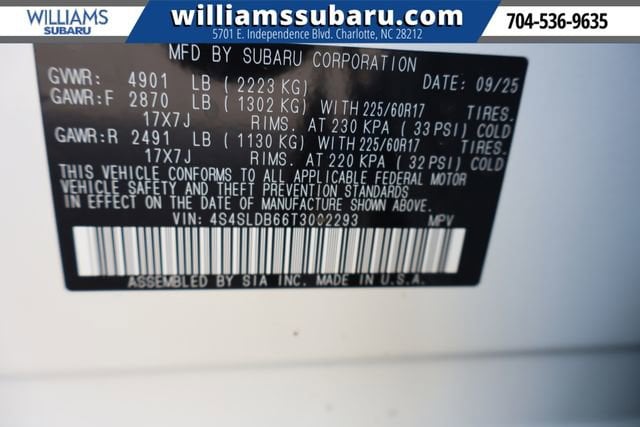 WILLIAMS
SUBARU
williamssubaru.com
5701 E. Independence Blvd. Charlotte, NC 28212
704-536-9635
MFD BY SUBARU CORPORATION
GVWR: 4901 LB ( 2223 KG) DATE: 09/25
GAWR:F 2870 LB ( 1302 KG) WITH 225/60R17 TIRES.
17X7J RIMS. AT 230 KPA ( 33 PSI) COLD
GAWR:R 2491 LB ( 1130 KG) WITH 225/60R17 TIRES.
17X7J RIMS. AT 220 KPA ( 32 PSI) COLD
THIS VEHICLE CONFORMS TO ALL APPLICABLE FEDERAL MOTOR
VEHICLE SAFETY AND THEFT PREVENTION STANDARDS
IN EFFECT ON THE DATE OF MANUFACTURE SHOWN ABOVE.
VIN: 4S4SLDB66T3002293 MPV
ASSEMBLED BY SIA INC. MADE IN U.S.A.